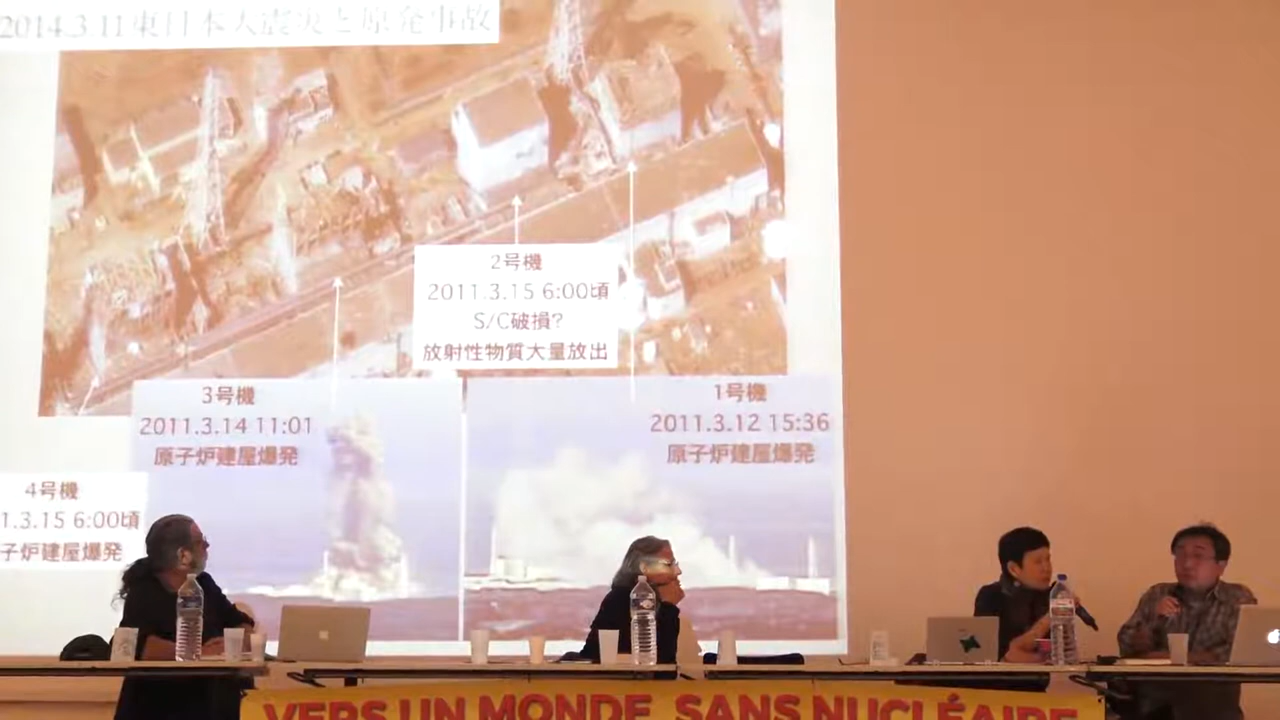 2014.3.11東日本大震災と原発事故
2号機
2011.3.15 6:00頃
S/C破損?
放射性物質大量放出
3号機
2011.3.14 11:01
原子炉建屋爆発
1号機
2011.3.12 15:36
原子炉建屋爆発
4号機
1.3.15 6:00頃
子炉建屋爆発
VERS UN MONDE SANS NUCLÉAIRE